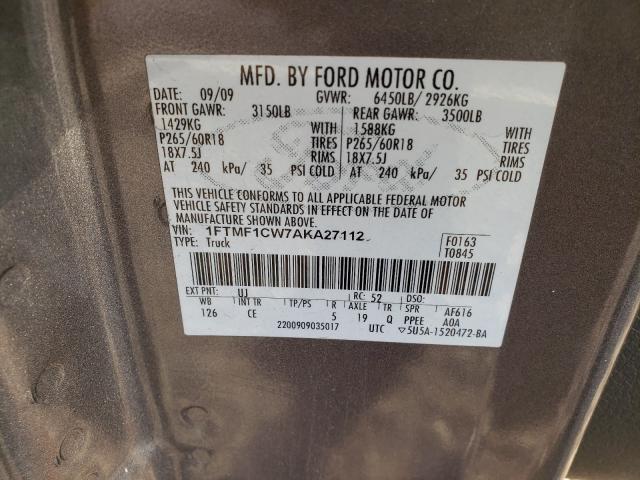 MFD. BY FORD MOTOR CO.
DATE: 09/09 GVWR: 6450LB/ 2926KG
FRONT GAWR: 3150LB REAR GAWR: 3500LB
1429KG WITH 1588KG WITH
P265/60R18 TIRES P265/60R18 TIRES
18X7.5J RIMS 18X7.5J RIMS
AT 240 kPa/ 35 PSI COLD AT 240 kPa/ 35 PSI COLD
THIS VEHICLE CONFORMS TO ALL APPLICABLE FEDERAL MOTOR
VEHICLE SAFETY STANDARDS IN EFFECT ON THE DATE OF
MANUFACTURE SHOWN ABOVE.
VIN: 1FTMF1CW7AKA27112 F0163
TYPE: Truck T0845
EXT PNT: UJ RC: 52 DSO:
WB INT TR TP/PS R AXLE TR SPR AF616
126 CE 5 19 Q PPEE A0A
2200909035017 UTC ▽5U5A-1520472-BA